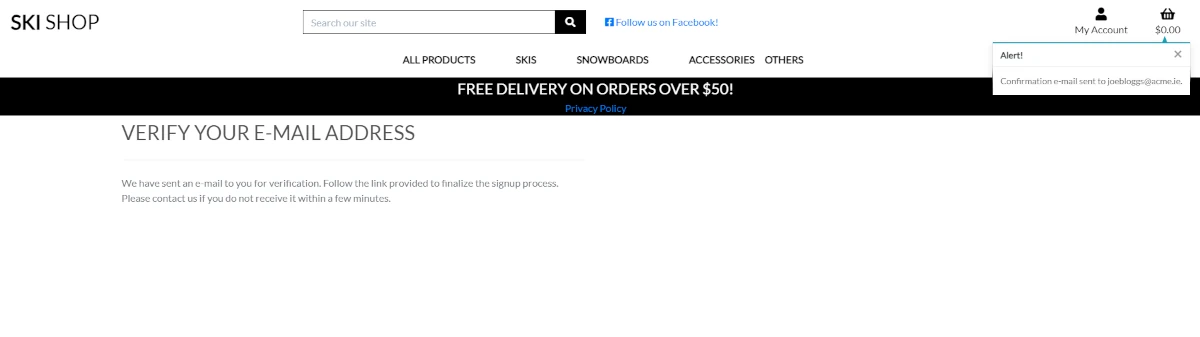 SKI SHOP
Search our site
Follow us on Facebook!
My Account
$0.00
Alert!
×
Confirmation e-mail sent to joebloggs@acme.ie.
ALL PRODUCTS SKIS SNOWBOARDS ACCESSORIES OTHERS
FREE DELIVERY ON ORDERS OVER $50!
Privacy Policy
VERIFY YOUR E-MAIL ADDRESS
We have sent an e-mail to you for verification. Follow the link provided to finalize the signup process.
Please contact us if you do not receive it within a few minutes.